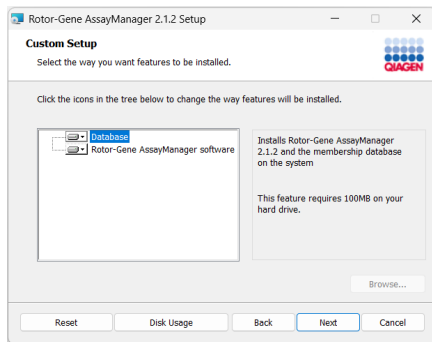 Rotor-Gene AssayManager 2.1.2 Setup
Custom Setup
Select the way you want features to be installed.
QIAGEN
Click the icons in the tree below to change the way features will be installed.
Database
Rotor-Gene AssayManager software
Installs Rotor-Gene AssayManager
2.1.2 and the membership database
on the system
This feature requires 100MB on your
hard drive.
Browse...
Reset
Disk Usage
Back
Next
Cancel